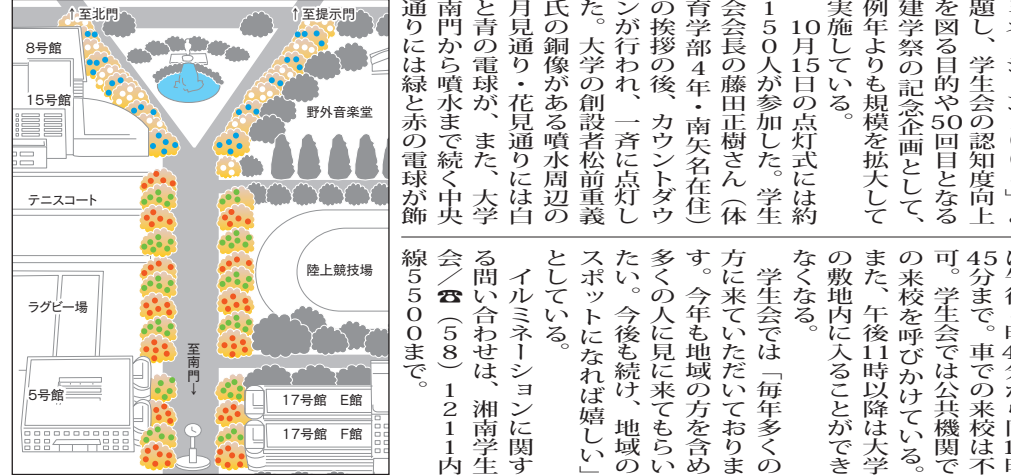 ↑至北門
↑至提示門
8号館
15号館
野外音楽堂
テニスコート
陸上競技場
ラグビー場
至南門↓
5号館
17号館 E館
17号館 F館
題し、学生会の認知度向上
を図る目的や50回目となる
建学祭の記念企画として、
例年よりも規模を拡大して
実施している。
10月15日の点灯式には約
150人が参加した。学生
会会長の藤田正樹さん（体
育学部4年・南矢名在住）
の挨拶の後、カウントダウ
ンが行われ、一斉に点灯し
た。大学の創設者松前重義
氏の銅像がある噴水周辺の
月見通り・花見通りには白
と青の電球が、また、大学
南門から噴水まで続く中央
通りには緑と赤の電球が飾
45分まで。車での来校は不
可。学生会では公共機関で
の来校を呼びかけている。
また、午後11時以降は大学
の敷地内に入ることができ
なくなる。
学生会では「毎年多くの
方に来ていただいておりま
す。今年も地域の方を含め
多くの人に見に来てもらい
たい。今後も続け、地域の
スポットになれば嬉しい」
としている。
イルミネーションに関す
る問い合わせは、湘南学生
会／☎（58）1211内
線5500まで。